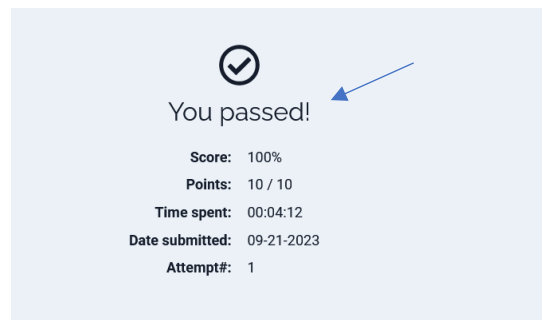 You passed!
Score: 100%
Points: 10 / 10
Time spent: 00:04:12
Date submitted: 09-21-2023
Attempt#: 1